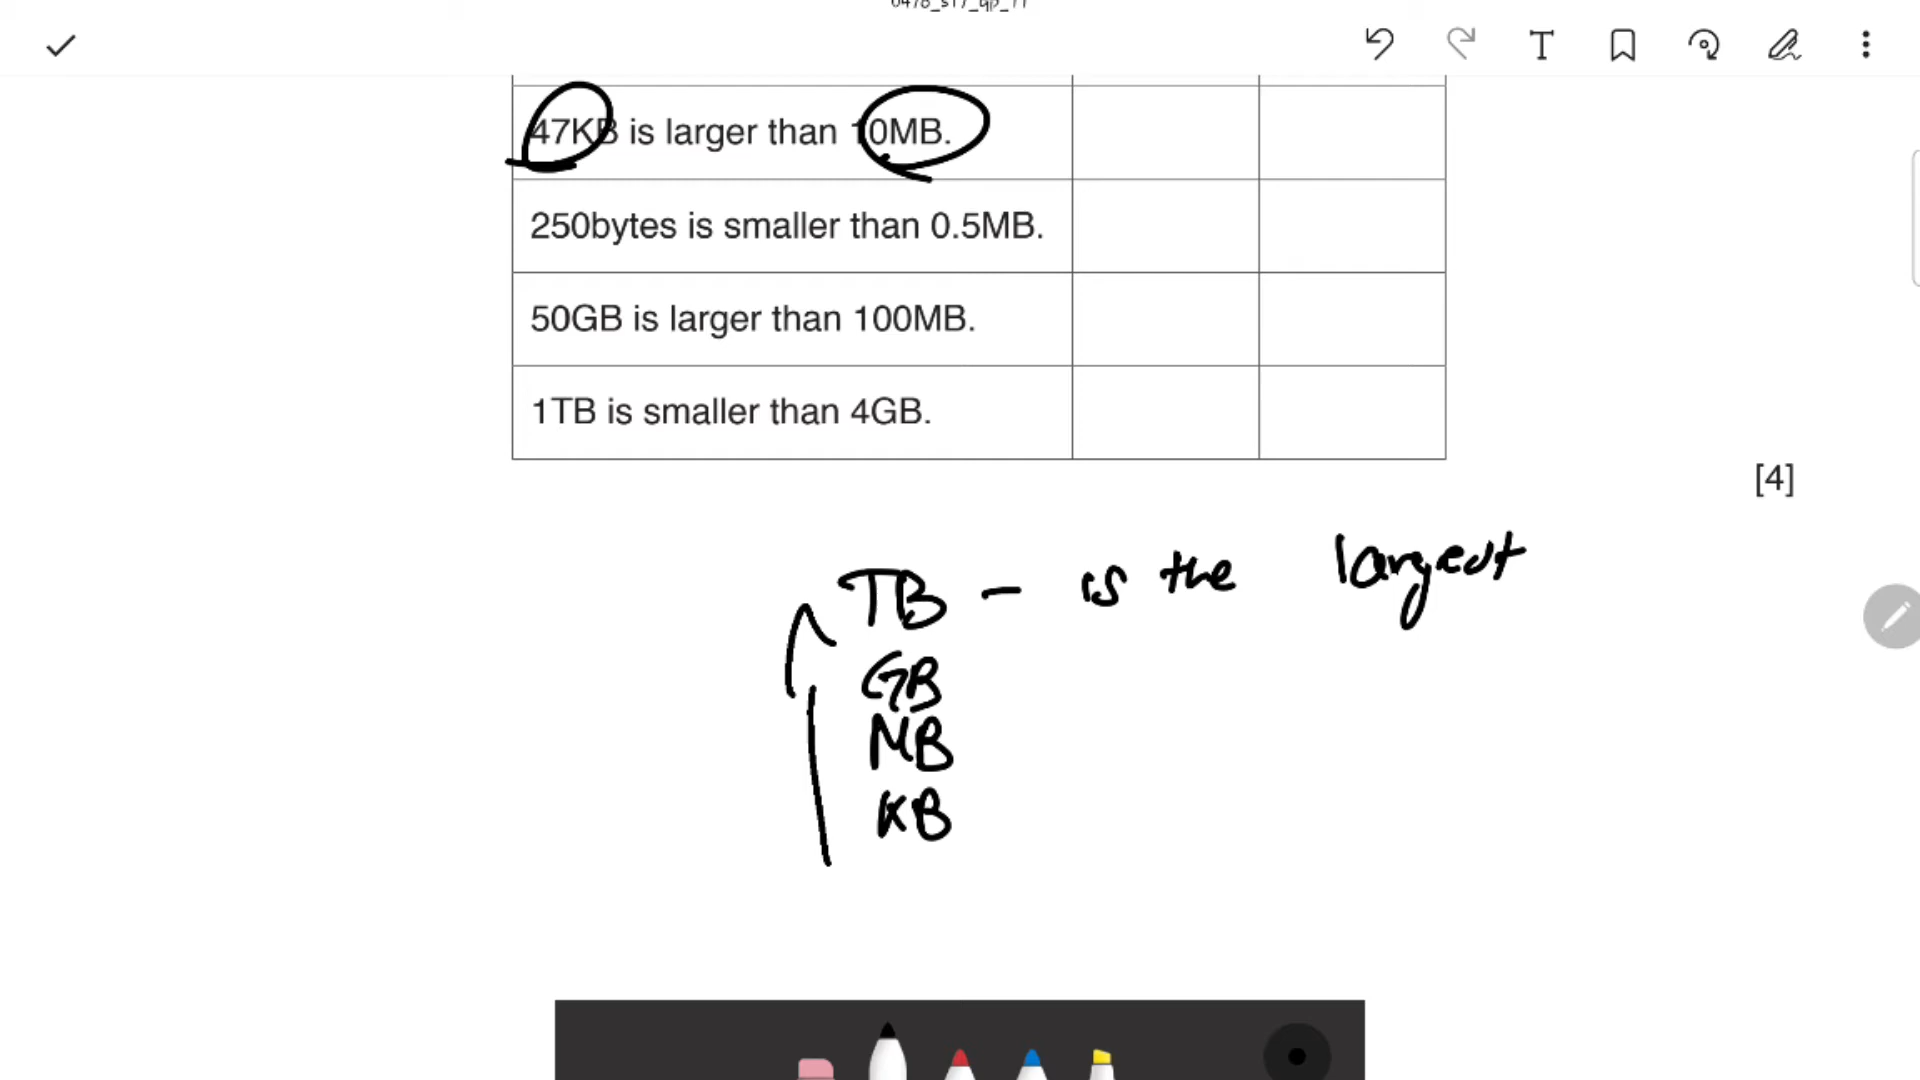 T
47KB is larger than 10MB.
250bytes is smaller than 0.5MB.
50GB is larger than 100MB.
1TB is smaller than 4GB.
[4]
TB - is the largest
GB
MB
KB